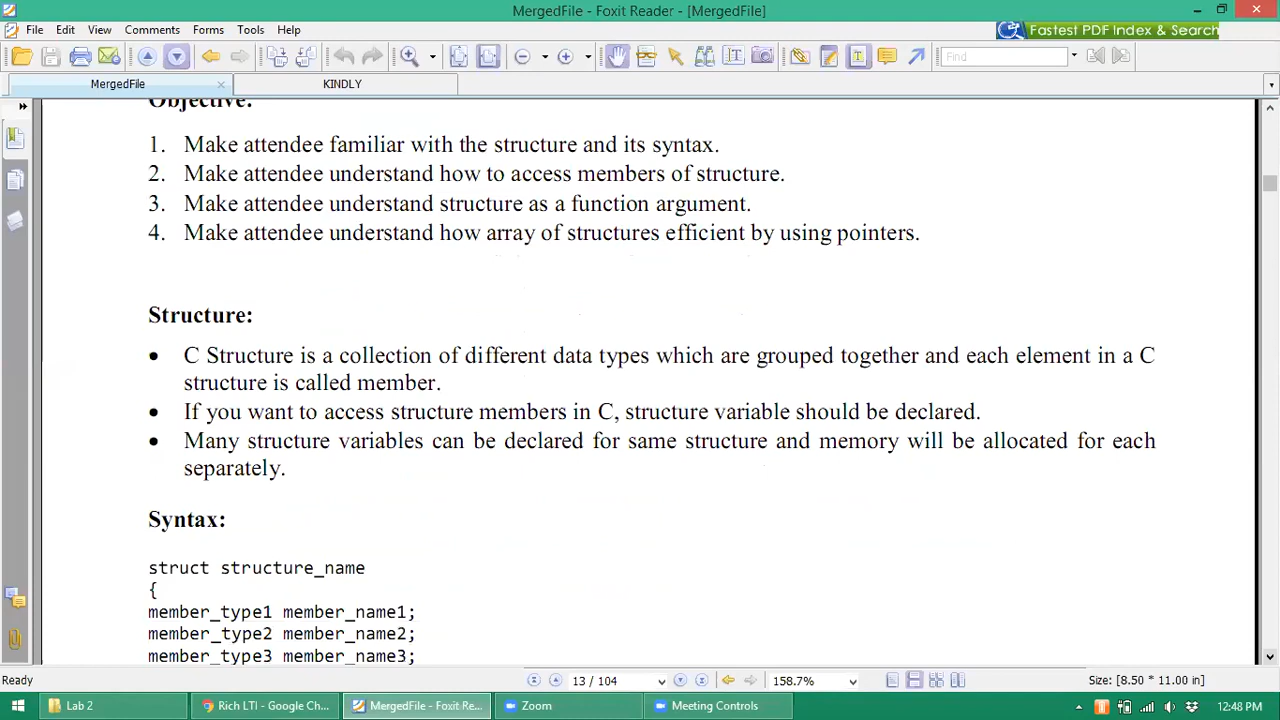 MergedFile - Foxit Reader - [MergedFile]
File Edit View Comments Forms Tools Help
Fastest PDF Index & Search
Find
MergedFile
KINDLY
Objective:
1. Make attendee familiar with the structure and its syntax.
2. Make attendee understand how to access members of structure.
3. Make attendee understand structure as a function argument.
4. Make attendee understand how array of structures efficient by using pointers.
Structure:
• C Structure is a collection of different data types which are grouped together and each element in a C
structure is called member.
• If you want to access structure members in C, structure variable should be declared.
• Many structure variables can be declared for same structure and memory will be allocated for each
separately.
Syntax:
struct structure_name
{
member_type1 member_name1;
member_type2 member_name2;
member_type3 member_name3;
Ready
13 / 104
158.7%
Size: [8.50 * 11.00 in]
Lab 2
Rich LTI - Google Ch...
MergedFile - Foxit Re...
Zoom
Meeting Controls
12:48 PM